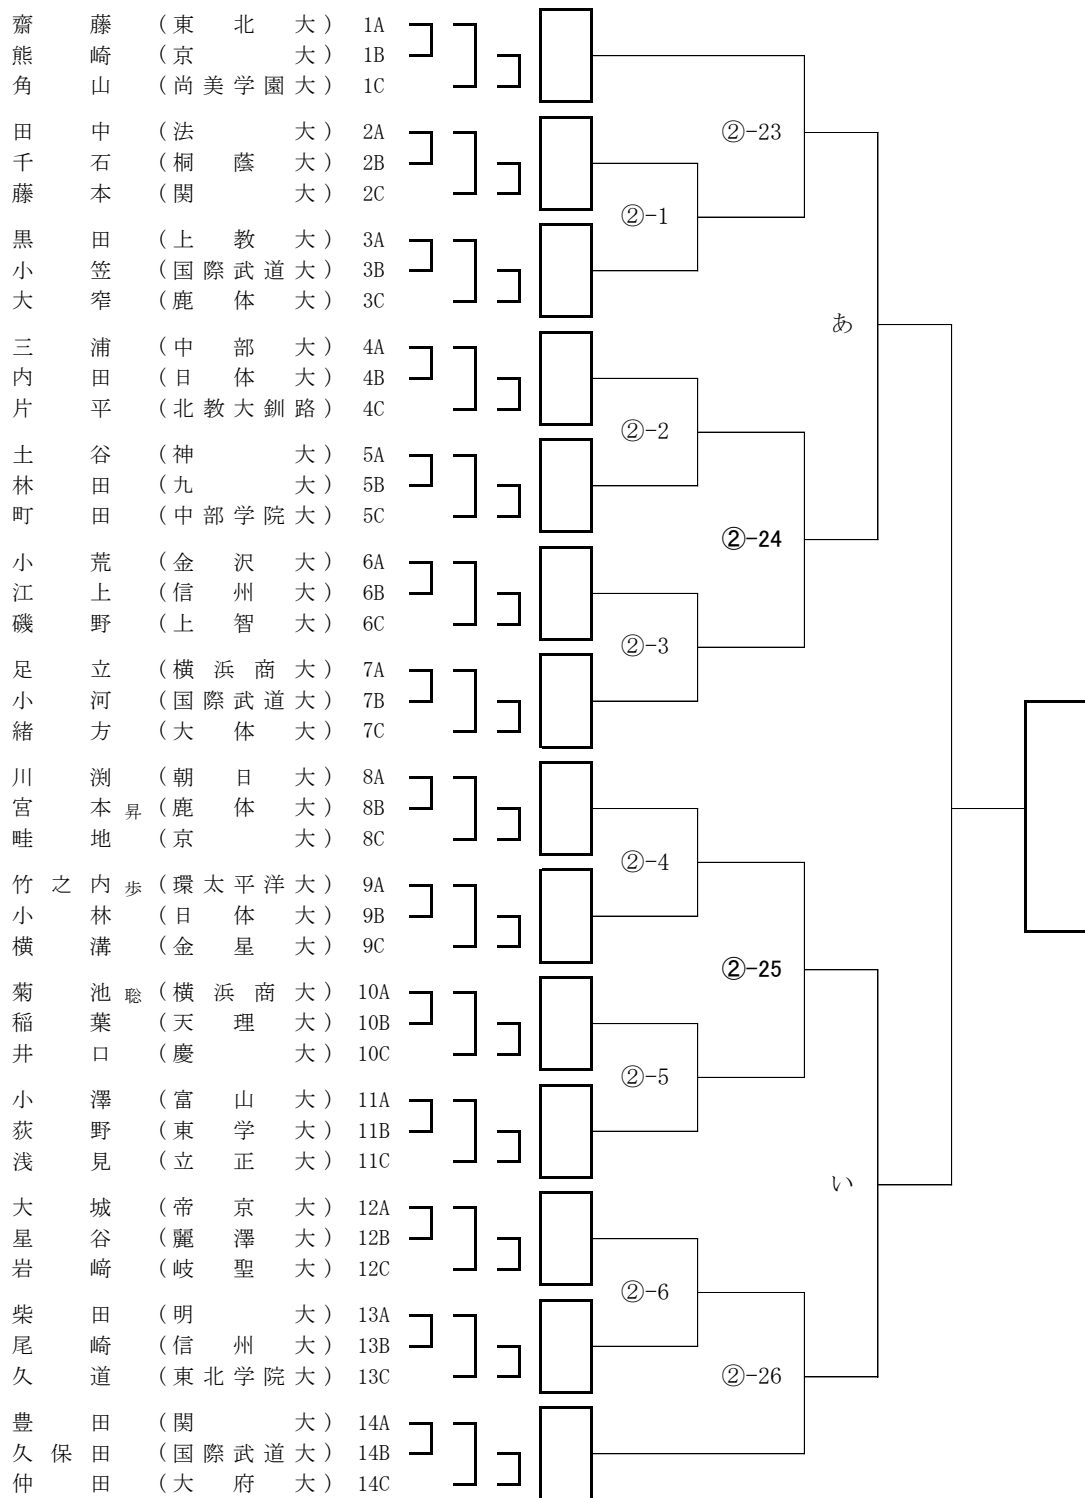 齋藤（東北大）1A
熊崎（京大）1B
角山（尚美学園大）1C
②-23
田中（法大）2A
千石（桐蔭大）2B
藤本（関大）2C
②-1
黒田（上教大）3A
小笠（国際武道大）3B
大窄（鹿体大）3C
あ
三浦（中部大）4A
内田（日体大）4B
片平（北教大釧路）4C
②-2
土谷（神大）5A
林田（九大）5B
町田（中部学院大）5C
②-24
小荒（金沢大）6A
江上（信州大）6B
磯野（上智大）6C
②-3
足立（横浜商大）7A
小河（国際武道大）7B
緒方（大体大）7C
川渕（朝日大）8A
宮本昇（鹿体大）8B
畦地（京大）8C
②-4
竹之内歩（環太平洋大）9A
小林（日体大）9B
横溝（金星大）9C
②-25
菊池聡（横浜商大）10A
稲葉（天理大）10B
井口（慶大）10C
②-5
小澤（富山大）11A
荻野（東学大）11B
浅見（立正大）11C
い
大城（帝京大）12A
星谷（麗澤大）12B
岩﨑（岐聖大）12C
②-6
柴田（明大）13A
尾崎（信州大）13B
久道（東北学院大）13C
②-26
豊田（関大）14A
久保田（国際武道大）14B
仲田（大府大）14C